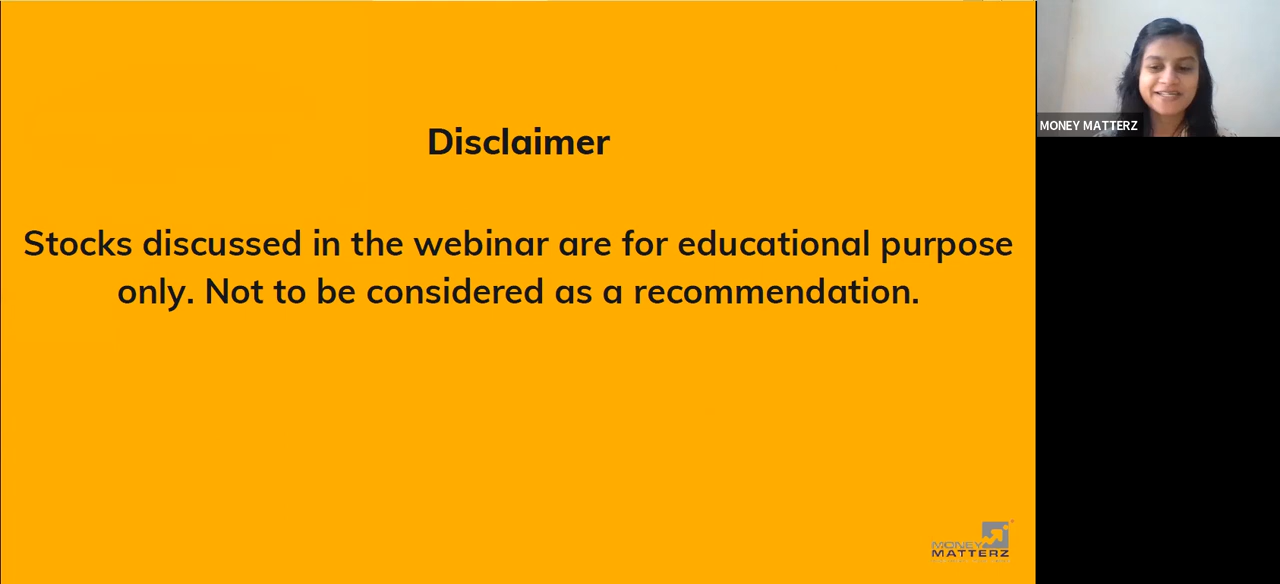 Disclaimer
Stocks discussed in the webinar are for educational purpose
only. Not to be considered as a recommendation.
MONEY MATTERZ
MONEY
MATTERZ